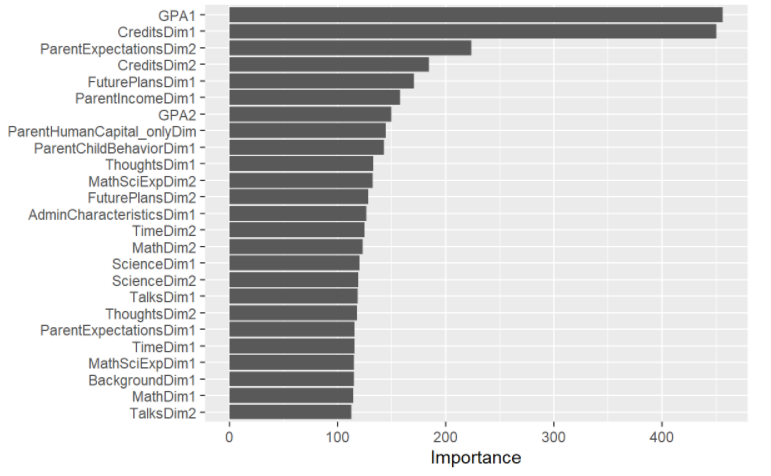 GPA1
CreditsDim1
ParentExpectationsDim2
CreditsDim2
FuturePlansDim1
ParentIncomeDim1
GPA2
ParentHumanCapital_onlyDim
ParentChildBehaviorDim1
ThoughtsDim1
MathSciExpDim2
FuturePlansDim2
AdminCharacteristicsDim1
TimeDim2
MathDim2
ScienceDim1
ScienceDim2
TalksDim1
ThoughtsDim2
ParentExpectationsDim1
TimeDim1
MathSciExpDim1
BackgroundDim1
MathDim1
TalksDim2
0 100 200 300 400
Importance